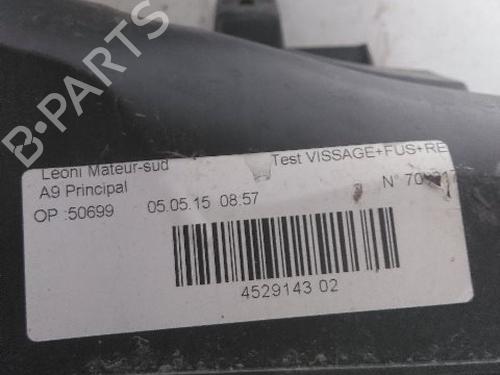 Leoni Mateur-sud
Test VISSAGE+FUS+RE
A9 Principal
OP :50699 05.05.15 08:57
N°
4529143 02
B-PARTS